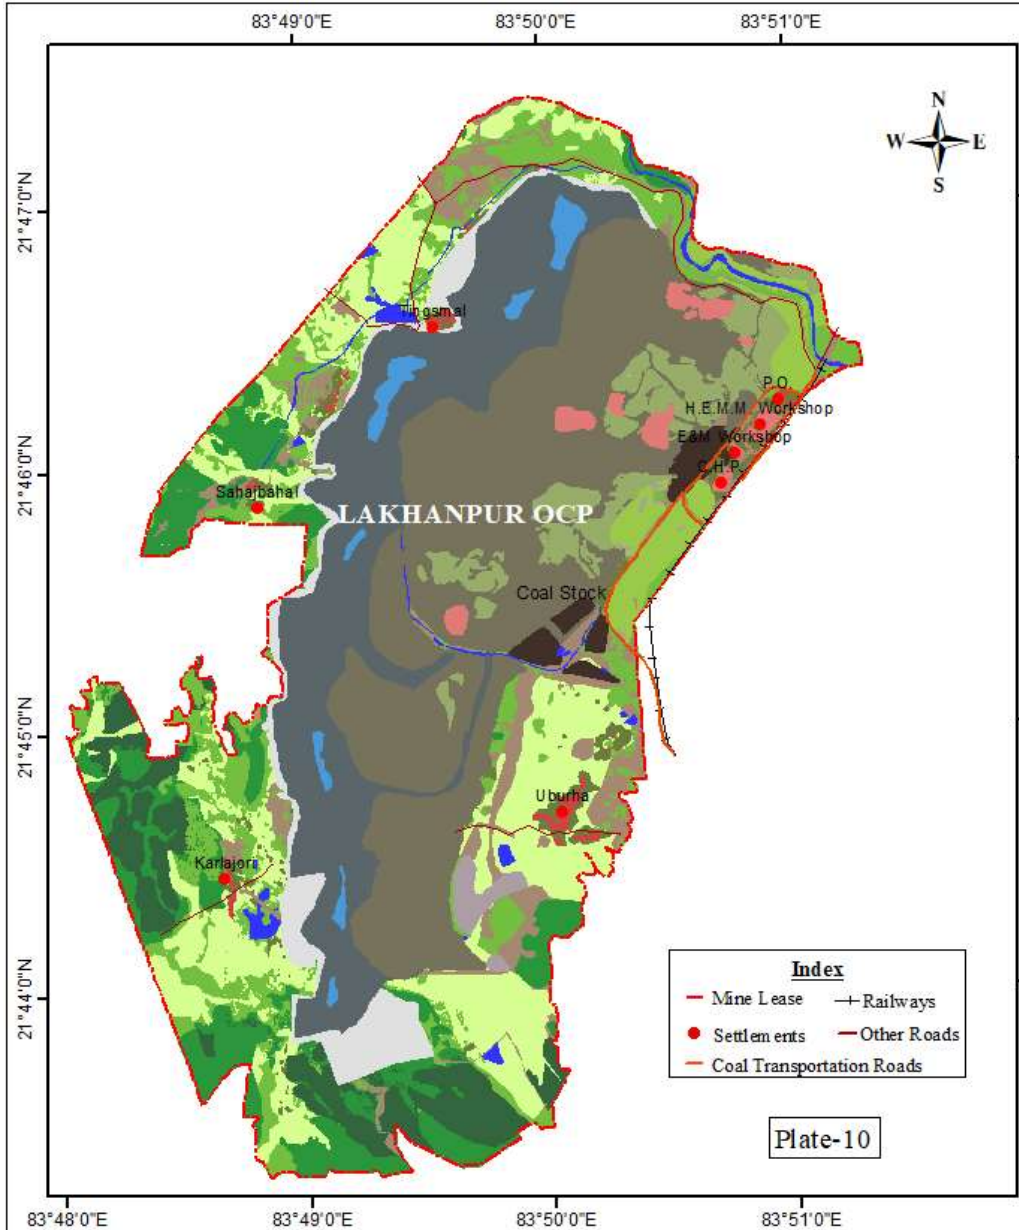 83°49'0"E 83°50'0"E 83°51'0"E
N
W E
S
21°47'0"N
Tingsmal
P.O.
H.E.M.M. Workshop
E&M Workshop
21°46'0"N
C.H.P.
Sahajbahal
LAKHANPUR OCP
Coal Stock
21°45'0"N
Uburha
Karlajori
Index
Mine Lease Railways
21°44'0"N
Settlements Other Roads
Coal Transportation Roads
Plate-10
83°48'0"E 83°49'0"E 83°50'0"E 83°51'0"E